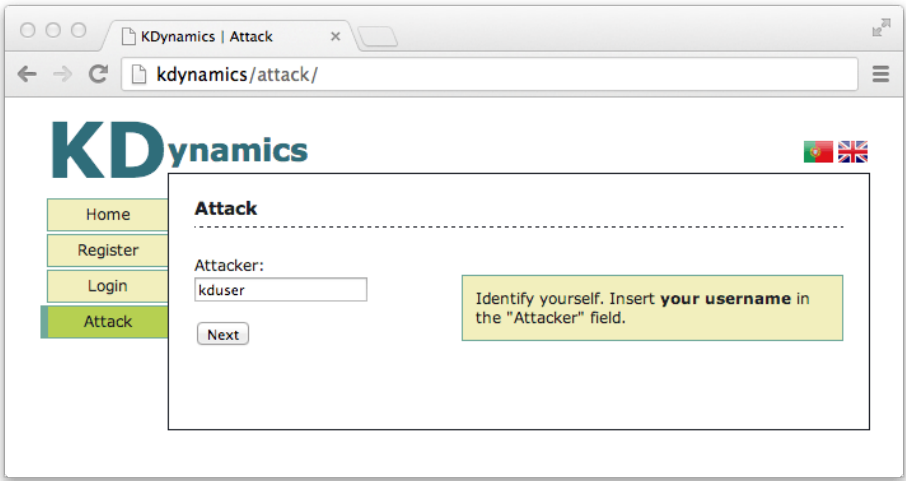 KDynamics | Attack
kdynamics/attack/
KDynamics
Home
Register
Login
Attack
Attack
Attacker:
kduser
Next
Identify yourself. Insert your username in
the "Attacker" field.